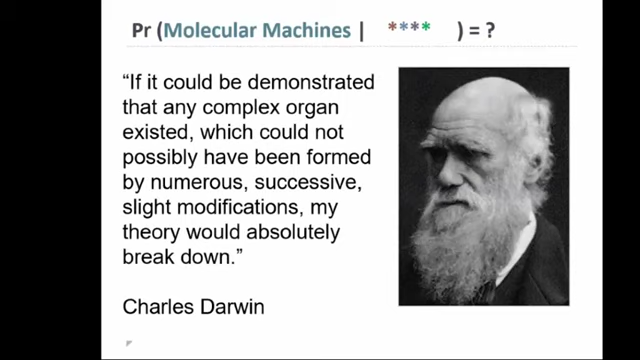 Pr (Molecular Machines | **** ) = ?
“If it could be demonstrated
that any complex organ
existed, which could not
possibly have been formed
by numerous, successive,
slight modifications, my
theory would absolutely
break down.”
Charles Darwin